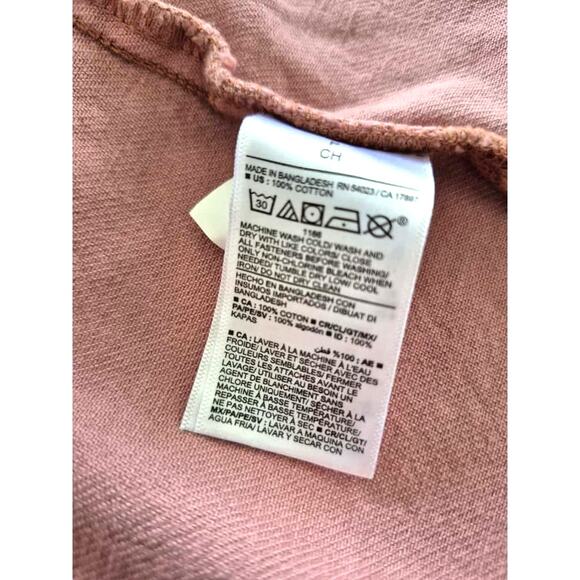 CH
MADE IN BANGLADESH RN 54023 / CA 17897
■ US : 100% COTTON
30
®
1186
MACHINE WASH COLD/ WASH AND
DRY WITH LIKE COLORS/ CLOSE
ALL FASTENERS BEFORE WASHING/
ONLY NON-CHLORINE BLEACH WHEN
NEEDED/ TUMBLE DRY LOW/ COOL
IRON/ DO NOT DRY CLEAN
HECHO EN BANGLADESH CON
INSUMOS IMPORTADOS / DIBUAT DI
BANGLADESH
■ CA : 100% COTON ■ CR/CL/GT/MX/
PA/PE/SV : 100% algodón ■ ID : 100%
KAPAS
%100 : AE ■ قطن
■ CA : LAVER À LA MACHINE À L'EAU
FROIDE/ LAVER ET SÉCHER AVEC DES
COULEURS SEMBLABLES/ FERMER
TOUTES LES ATTACHES AVANT LE
LAVAGE/ UTILISER AU BESOIN UN
AGENT DE BLANCHIMENT SANS
CHLORE UNIQUEMENT/ SÉCHER À LA
MACHINE À BASSE TEMPÉRATURE/
REPASSER À BASSE TEMPÉRATURE/
NE PAS NETTOYER À SEC ■ CR/CL/GT/
MX/PA/PE/SV : LAVAR A MAQUINA CON
AGUA FRIA/ LAVAR Y SECAR CON